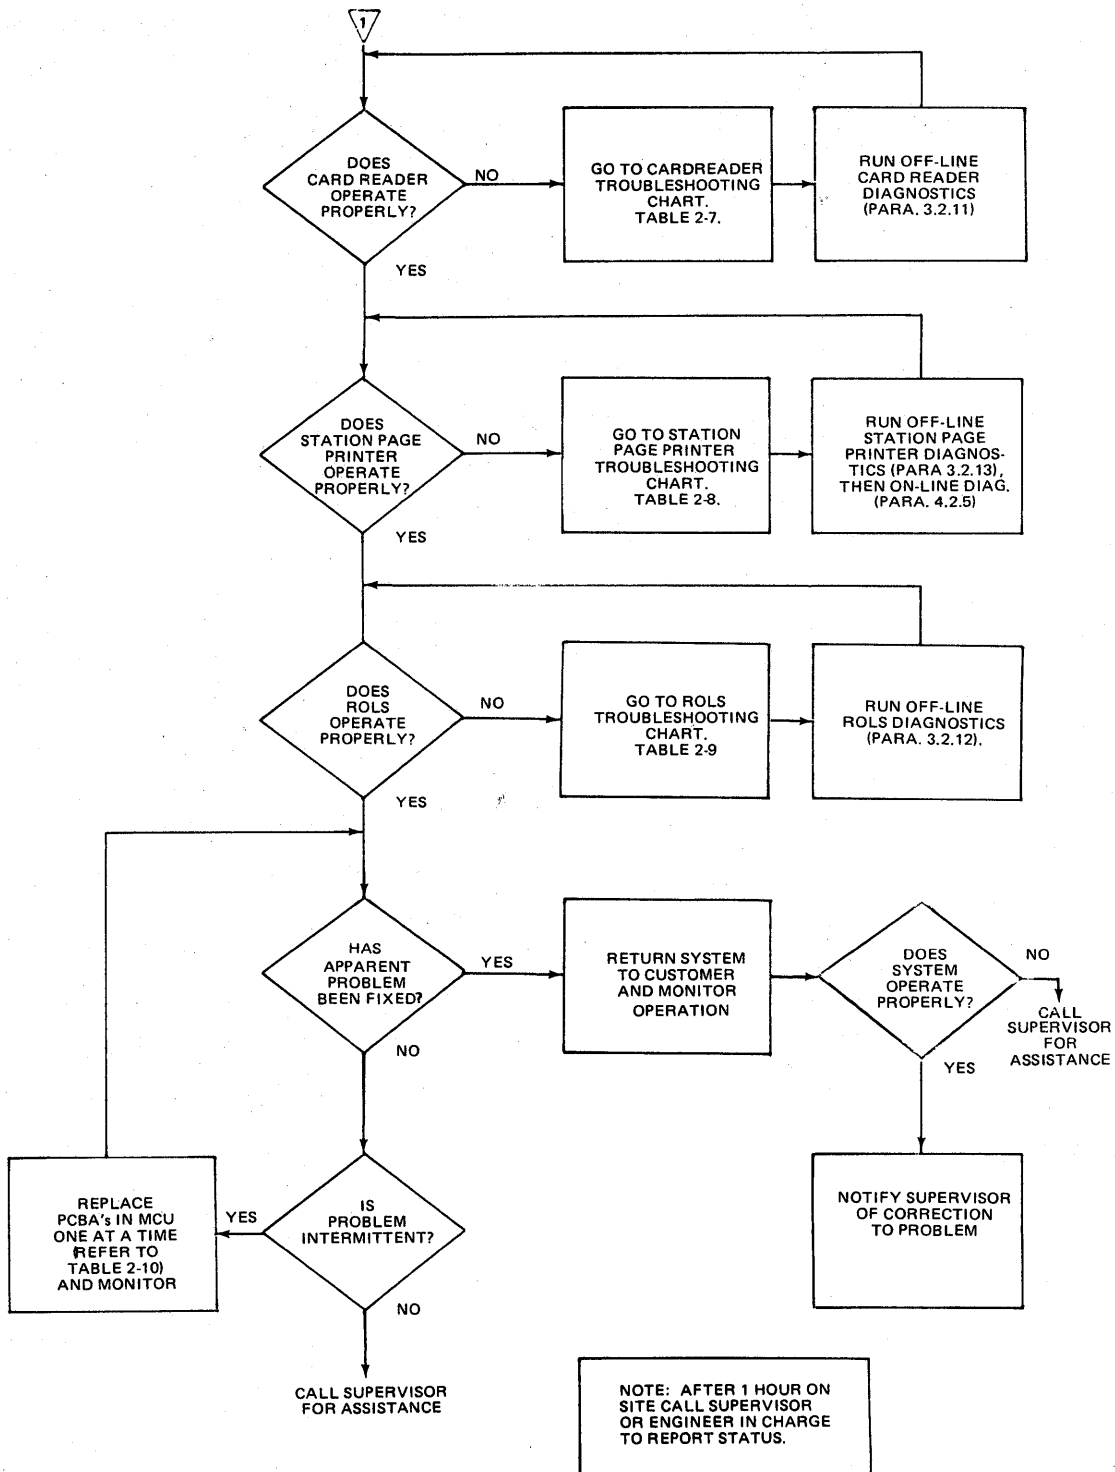 1
DOES
CARD READER
OPERATE
PROPERLY?
NO
GO TO CARDREADER
TROUBLESHOOTING
CHART.
TABLE 2-7.
RUN OFF-LINE
CARD READER
DIAGNOSTICS
(PARA. 3.2.11)
YES
DOES
STATION PAGE
PRINTER
OPERATE
PROPERLY?
NO
GO TO STATION
PAGE PRINTER
TROUBLESHOOTING
CHART.
TABLE 2-8.
RUN OFF-LINE
STATION PAGE
PRINTER DIAGNOS-
TICS (PARA 3.2.13),
THEN ON-LINE DIAG.
(PARA. 4.2.5)
YES
DOES
ROLS
OPERATE
PROPERLY?
NO
GO TO ROLS
TROUBLESHOOTING
CHART.
TABLE 2-9
RUN OFF-LINE
ROLS DIAGNOSTICS
(PARA. 3.2.12).
YES
HAS
APPARENT
PROBLEM
BEEN FIXED?
YES
RETURN SYSTEM
TO CUSTOMER
AND MONITOR
OPERATION
DOES
SYSTEM
OPERATE
PROPERLY?
NO
CALL
SUPERVISOR
FOR
ASSISTANCE
NO
YES
REPLACE
PCBA's IN MCU
ONE AT A TIME
(REFER TO
TABLE 2-10)
AND MONITOR
YES
IS
PROBLEM
INTERMITTENT?
NOTIFY SUPERVISOR
OF CORRECTION
TO PROBLEM
NO
CALL SUPERVISOR
FOR ASSISTANCE
NOTE: AFTER 1 HOUR ON
SITE CALL SUPERVISOR
OR ENGINEER IN CHARGE
TO REPORT STATUS.